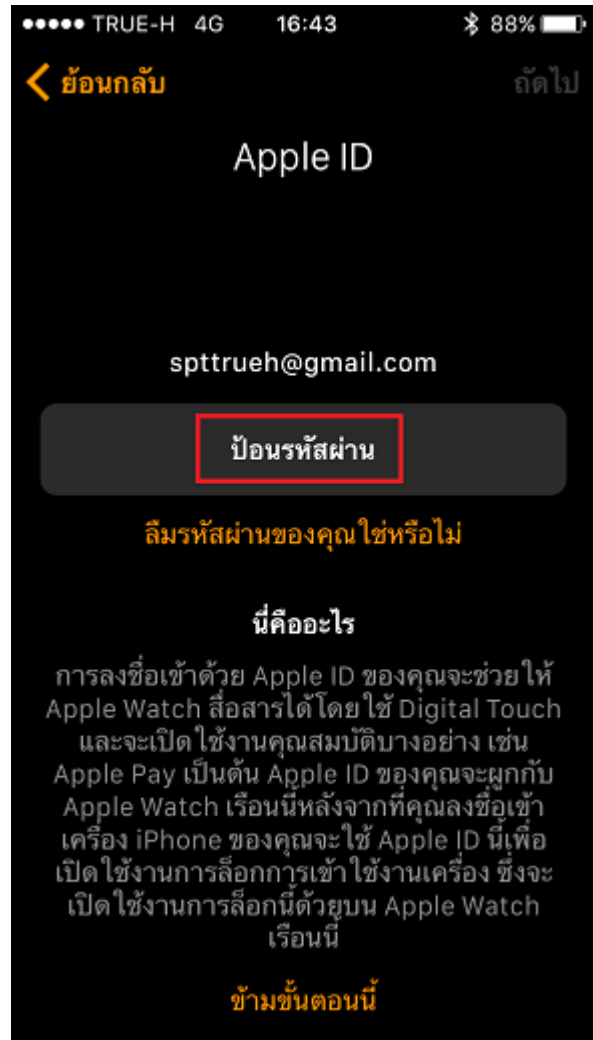 TRUE-H 4G 16:43 88%
ย้อนกลับ ถัดไป
Apple ID
spttrueh@gmail.com
ป้อนรหัสผ่าน
ลืมรหัสผ่านของคุณใช่หรือไม่
นี่คืออะไร
การลงชื่อเข้าด้วย Apple ID ของคุณจะช่วยให้
Apple Watch สื่อสารได้โดยใช้ Digital Touch
และจะเปิดใช้งานคุณสมบัติบางอย่าง เช่น
Apple Pay เป็นต้น Apple ID ของคุณจะผูกกับ
Apple Watch เรือนนี้หลังจากที่คุณลงชื่อเข้า
เครื่อง iPhone ของคุณจะใช้ Apple ID นี้เพื่อ
เปิดใช้งานการล็อกการเข้าใช้งานเครื่อง ซึ่งจะ
เปิดใช้งานการล็อกนี้ด้วยบน Apple Watch
เรือนนี้
ข้ามขั้นตอนนี้